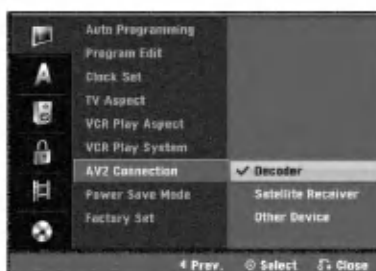 Auto Programming
Program Edit
Clock Set
TV Aspect
VCR Play Aspect
VCR Play System
AV2 Connection ✓ Decoder
Power Save Mode Satellite Receiver
Factory Set Other Device
Prev. Select Close